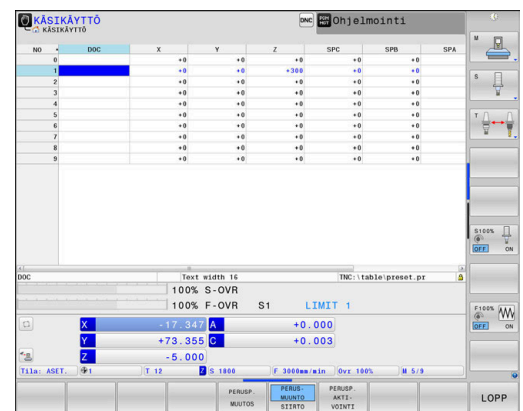 KÄSIKÄYTTÖ
KÄSIKÄYTTÖ
DNC
Ohjelmointi
NO DOC X Y Z SPC SPB SPA
0 +0 +0 +0 +0 +0
1 +0 +0 +300 +0 +0
2 +0 +0 +0 +0 +0
3 +0 +0 +0 +0 +0
4 +0 +0 +0 +0 +0
5 +0 +0 +0 +0 +0
6 +0 +0 +0 +0 +0
7 +0 +0 +0 +0 +0
8 +0 +0 +0 +0 +0
9 +0 +0 +0 +0 +0
DOC Text width 16 TNC:\table\preset.pr
100% S-OVR
100% F-OVR S1 LIMIT 1
X -17.347 A +0.000
Y +73.355 C +0.003
Z -5.000
Tila: ASET. 1 T 12 Z S 1800 F 3000mm/min Ovr 100% M 5/9
PERUSP. MUUTOS
PERUS- MUUNTO SIIRTO
PERUSP. AKTI- VOINTI
LOPP
M
S
T
S100%
OFF ON
F100%
OFF ON